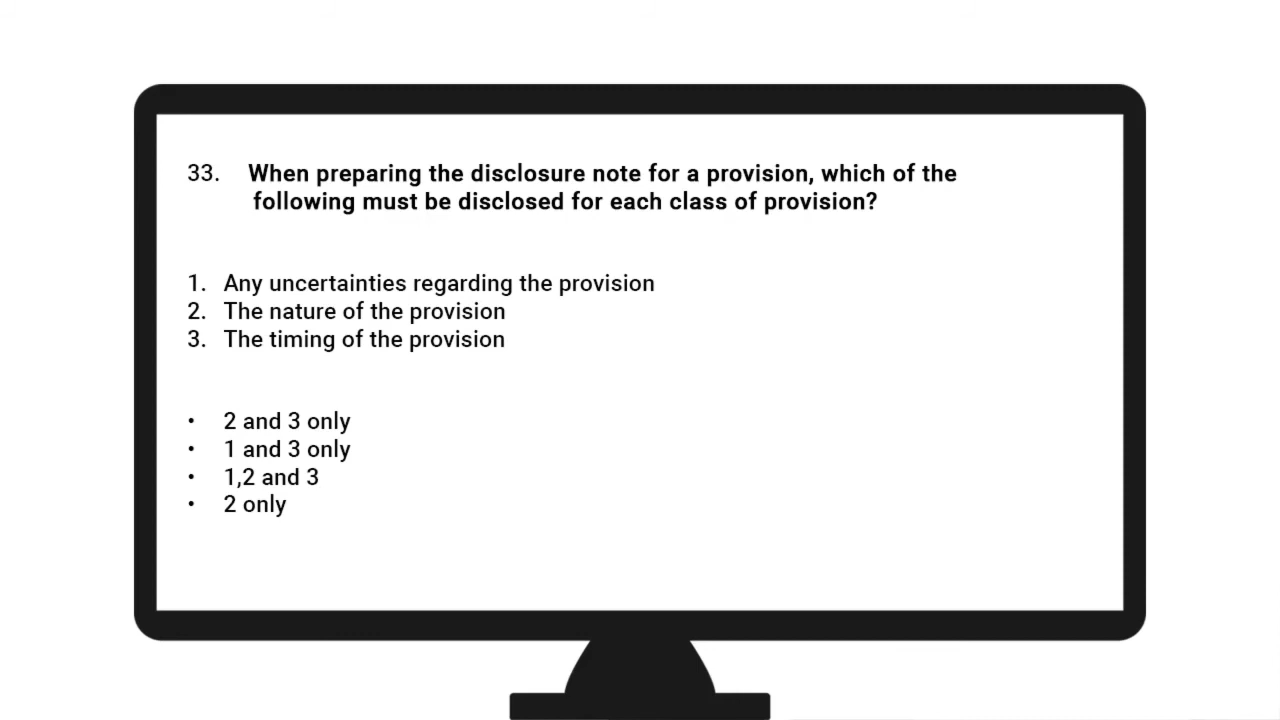 33. When preparing the disclosure note for a provision, which of the
following must be disclosed for each class of provision?
1. Any uncertainties regarding the provision
2. The nature of the provision
3. The timing of the provision
• 2 and 3 only
• 1 and 3 only
• 1,2 and 3
• 2 only